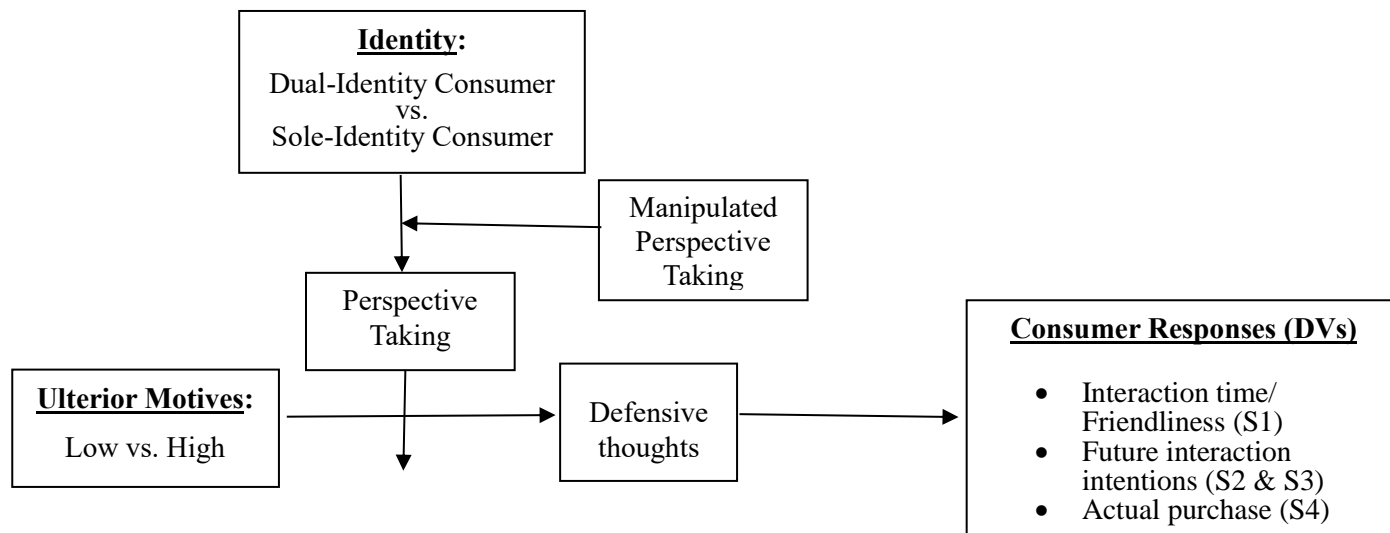 Identity:
Dual-Identity Consumer
vs.
Sole-Identity Consumer
Manipulated
Perspective
Taking
Perspective
Taking
Ulterior Motives:
Low vs. High
Defensive
thoughts
Consumer Responses (DVs)
• Interaction time/
Friendliness (S1)
• Future interaction
intentions (S2 & S3)
• Actual purchase (S4)